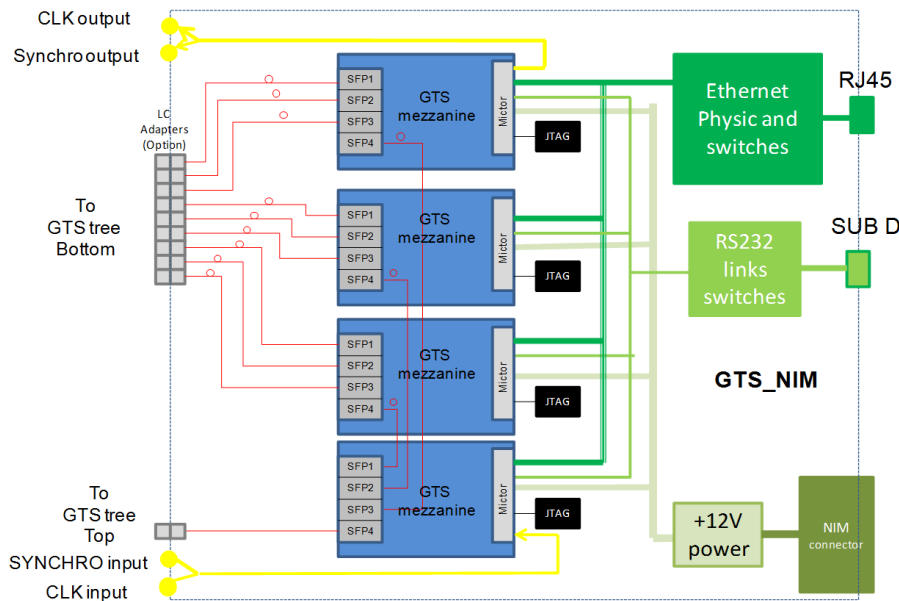 CLK output
Synchro output
LC
Adapters
(Option)
To
GTS tree
Bottom
To
GTS tree
Top
SYNCHRO input
CLK input
SFP1
SFP2
SFP3
SFP4
GTS
mezzanine
Mictor
JTAG
SFP1
SFP2
SFP3
SFP4
GTS
mezzanine
Mictor
JTAG
SFP1
SFP2
SFP3
SFP4
GTS
mezzanine
Mictor
JTAG
SFP1
SFP2
SFP3
SFP4
GTS
mezzanine
Mictor
JTAG
Ethernet
Physic and
switches
RJ45
RS232
links
switches
SUB D
GTS_NIM
+12V
power
NIM
connector